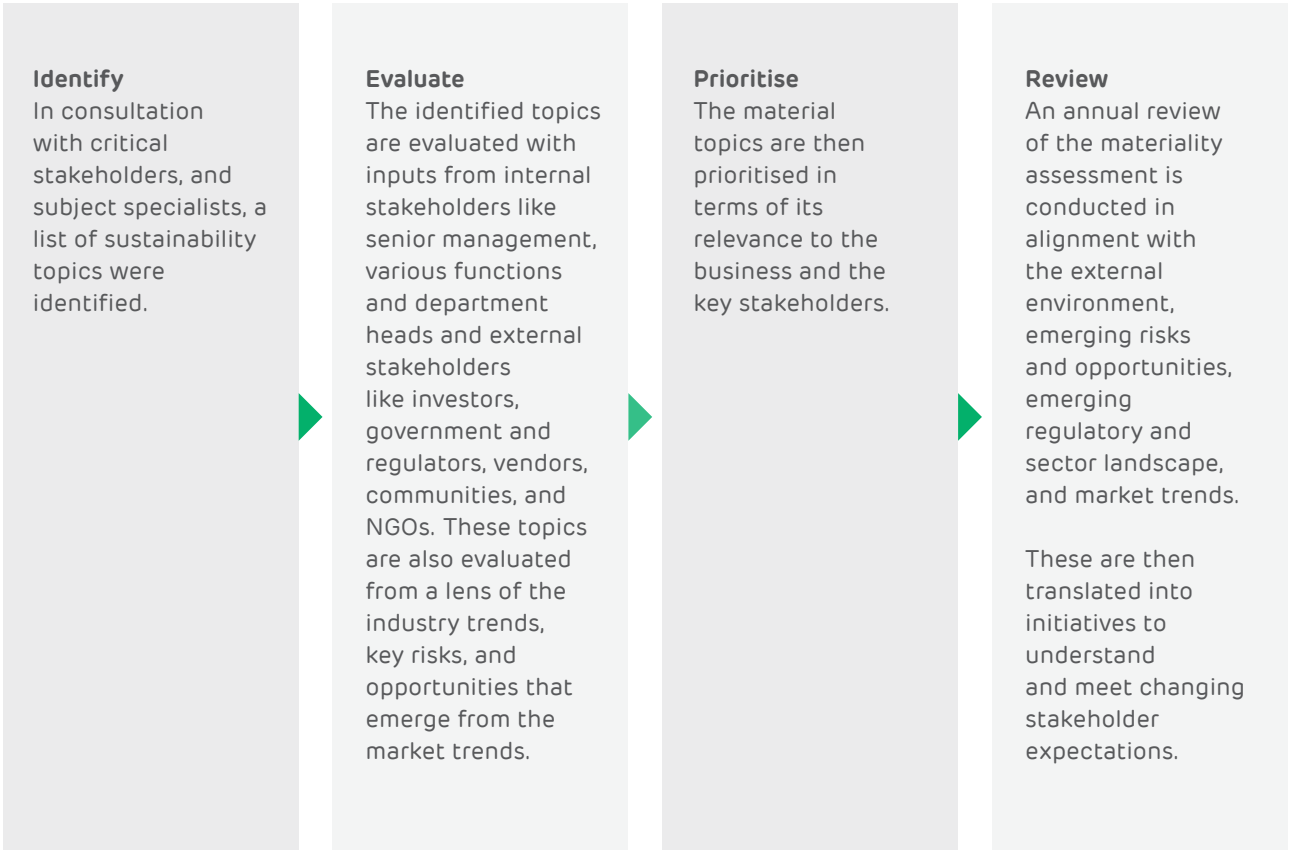 Identify
In consultation
with critical
stakeholders, and
subject specialists, a
list of sustainability
topics were
identified.
Evaluate
The identified topics
are evaluated with
inputs from internal
stakeholders like
senior management,
various functions
and department
heads and external
stakeholders
like investors,
government and
regulators, vendors,
communities, and
NGOs. These topics
are also evaluated
from a lens of the
industry trends,
key risks, and
opportunities that
emerge from the
market trends.
Prioritise
The material
topics are then
prioritised in
terms of its
relevance to the
business and the
key stakeholders.
Review
An annual review
of the materiality
assessment is
conducted in
alignment with
the external
environment,
emerging risks
and opportunities,
emerging
regulatory and
sector landscape,
and market trends.
These are then
translated into
initiatives to
understand
and meet changing
stakeholder
expectations.